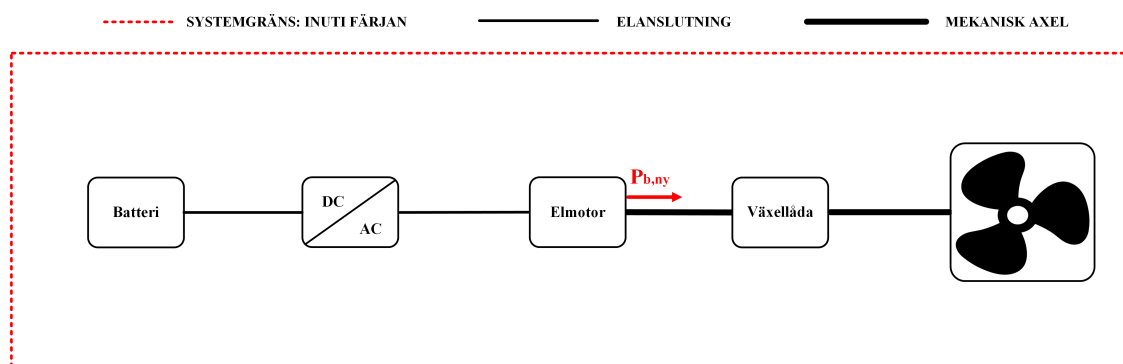 SYSTEMGRÄNS: INUTI FÄRJAN
ELANSLUTNING
MEKANISK AXEL
Pb,ny
Batteri
DC
AC
Elmotor
Växellåda